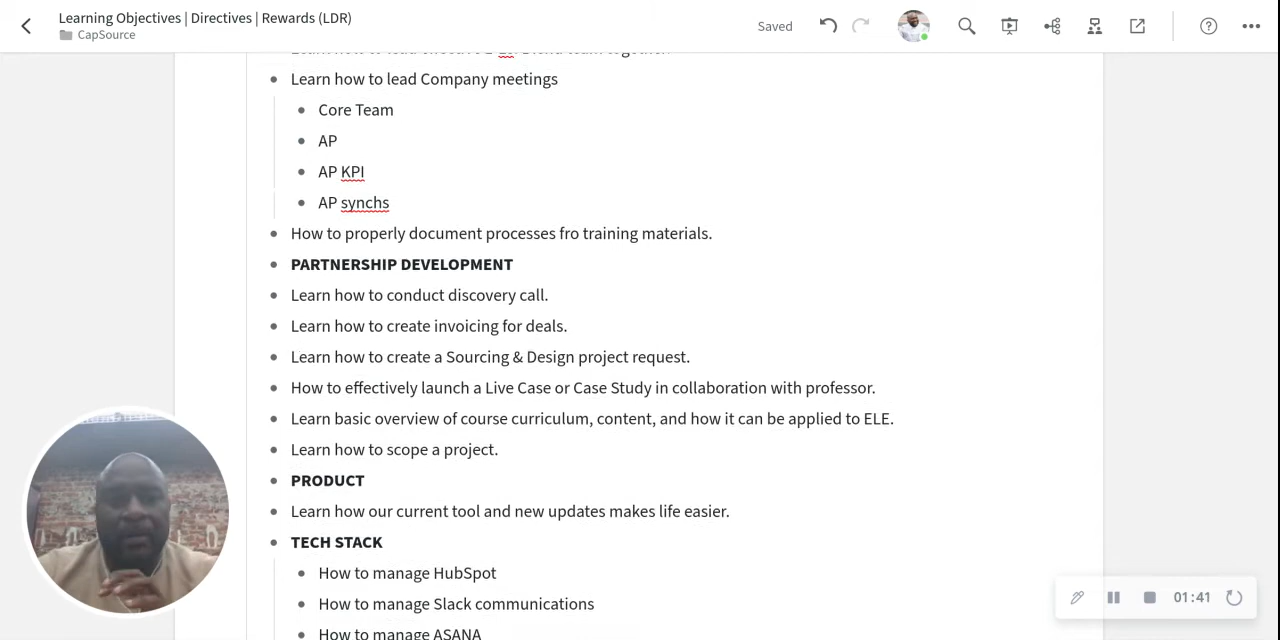 Learning Objectives | Directives | Rewards (LDR)
CapSource
Saved
Learn how to lead Company meetings
Core Team
AP
AP KPI
AP synchs
How to properly document processes fro training materials.
PARTNERSHIP DEVELOPMENT
Learn how to conduct discovery call.
Learn how to create invoicing for deals.
Learn how to create a Sourcing & Design project request.
How to effectively launch a Live Case or Case Study in collaboration with professor.
Learn basic overview of course curriculum, content, and how it can be applied to ELE.
Learn how to scope a project.
PRODUCT
Learn how our current tool and new updates makes life easier.
TECH STACK
How to manage HubSpot
How to manage Slack communications
How to manage ASANA
01:41